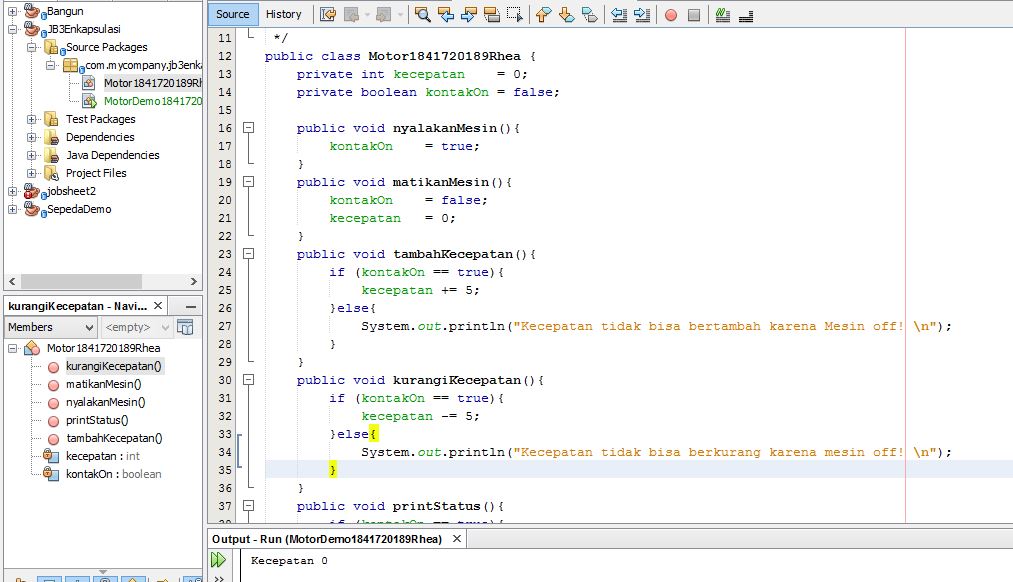 Bangun
JB3Enkapsulasi
Source Packages
com.mycompany.jb3enka
Motor1841720189Rh
MotorDemo1841720
Test Packages
Dependencies
Java Dependencies
Project Files
jobsheet2
SepedaDemo
kurangiKecepatan - Navi...
Members
<empty>
Motor1841720189Rhea
kurangiKecepatan()
matikanMesin()
nyalakanMesin()
printStatus()
tambahKecepatan()
kecepatan : int
kontakOn : boolean
Source History
11 */
12 public class Motor1841720189Rhea {
13 private int kecepatan = 0;
14 private boolean kontakOn = false;
15
16 public void nyalakanMesin(){
17 kontakOn = true;
18 }
19 public void matikanMesin(){
20 kontakOn = false;
21 kecepatan = 0;
22 }
23 public void tambahKecepatan(){
24 if (kontakOn == true){
25 kecepatan += 5;
26 }else{
27 System.out.println("Kecepatan tidak bisa bertambah karena Mesin off! \n");
28 }
29 }
30 public void kurangiKecepatan(){
31 if (kontakOn == true){
32 kecepatan -= 5;
33 }else{
34 System.out.println("Kecepatan tidak bisa berkurang karena mesin off! \n");
35 }
36 }
37 public void printStatus(){
38 if (kontakOn == true){
Output - Run (MotorDemo1841720189Rhea)
Kecepatan 0